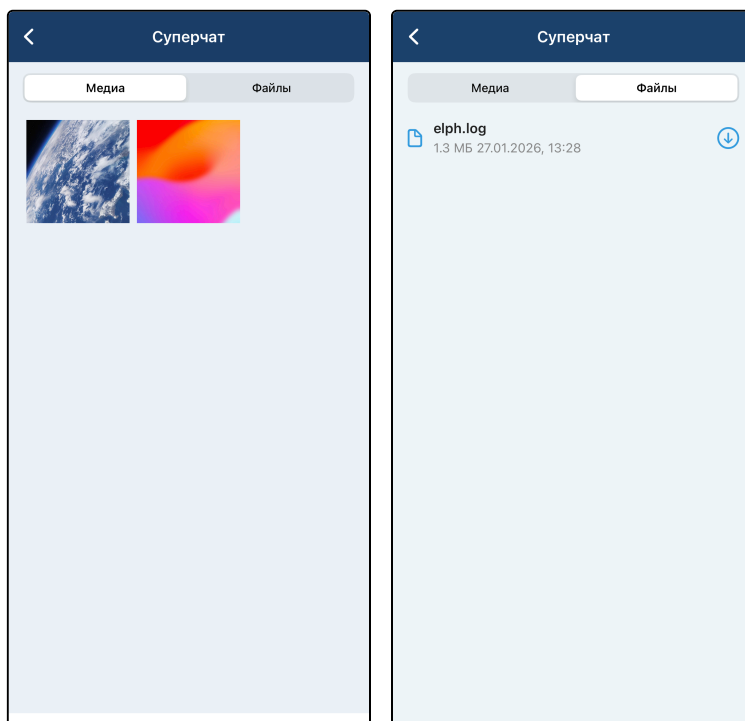 Суперчат
Медиа
Файлы
Суперчат
Медиа
Файлы
elph.log
1.3 МБ 27.01.2026, 13:28